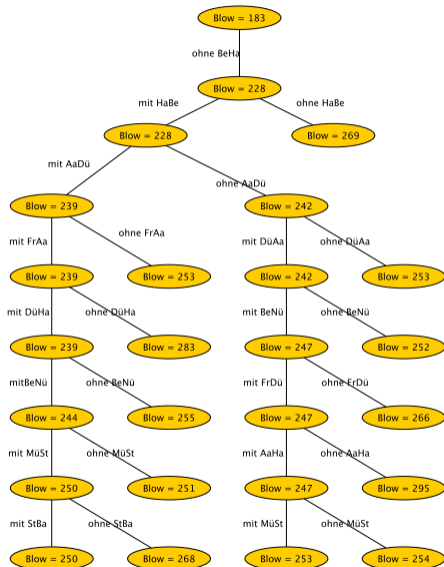 Blow = 183
ohne BeHa
Blow = 228
mit HaBe
ohne HaBe
Blow = 228
Blow = 269
mit AaDü
ohne AaDü
Blow = 239
Blow = 242
mit FrAa
ohne FrAa
mit DüAa
ohne DüAa
Blow = 239
Blow = 253
Blow = 242
Blow = 253
mit DüHa
ohne DüHa
mit BeNü
ohne BeNü
Blow = 239
Blow = 283
Blow = 247
Blow = 252
mitBeNü
ohne BeNü
mit FrDü
ohne FrDü
Blow = 244
Blow = 255
Blow = 247
Blow = 266
mit MüSt
ohne MüSt
mit AaHa
ohne AaHa
Blow = 250
Blow = 251
Blow = 247
Blow = 295
mit StBa
ohne StBa
mit MüSt
ohne MüSt
Blow = 250
Blow = 268
Blow = 253
Blow = 254